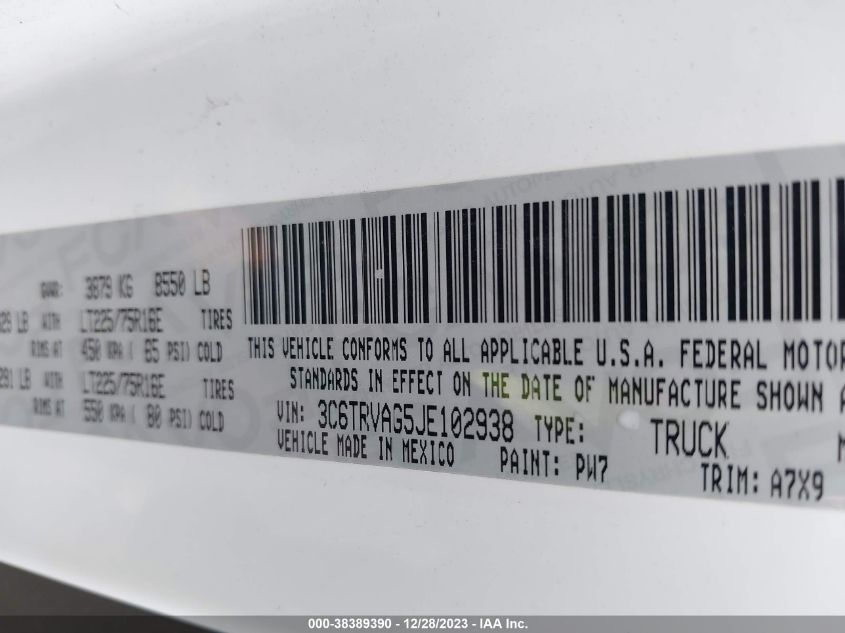 GVWR: 3879 KG 8550 LB
LB WITH LT225/75R16E TIRES
RIMS AT 450 KPA ( 65 PSI) COLD
LB WITH LT225/75R16E TIRES
RIMS AT 550 KPA ( 80 PSI) COLD
THIS VEHICLE CONFORMS TO ALL APPLICABLE U.S.A. FEDERAL MOTOR
STANDARDS IN EFFECT ON THE DATE OF MANUFACTURE SHOWN
VIN: 3C6TRVAG5JE102938 TYPE: TRUCK
VEHICLE MADE IN MEXICO PAINT: PW7 TRIM: A7X9
000-38389390 - 12/28/2023 - IAA Inc.